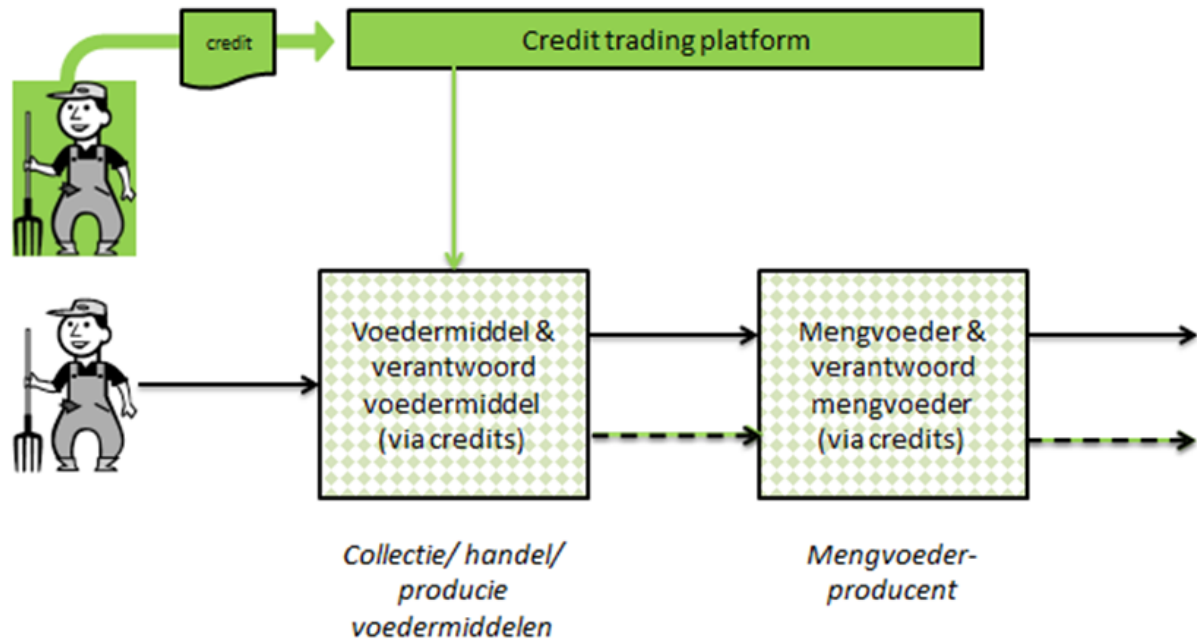 credit
Credit trading platform
Voedermiddel &
verantwoord
voedermiddel
(via credits)
Mengvoeder &
verantwoord
mengvoeder
(via credits)
Collectie/ handel/
producie
voedermiddelen
Mengvoeder-
producent